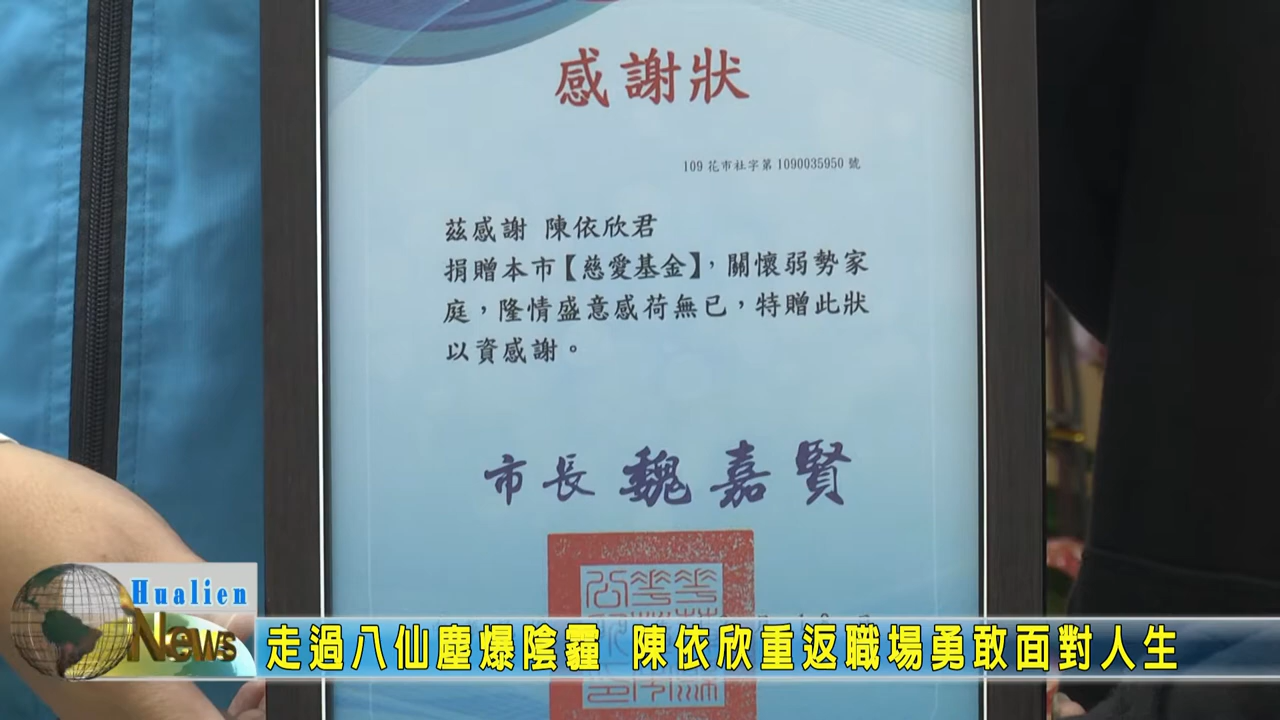 感謝狀
109花市社字第1090035950號
茲感謝 陳依欣君
捐贈本市【慈愛基金】,關懷弱勢家
庭，隆情盛意感荷無已，特贈此狀
以資感謝。
市長 魏嘉賢
Hualien
News
走過八仙塵爆陰霾 陳依欣重返職場勇敢面對人生